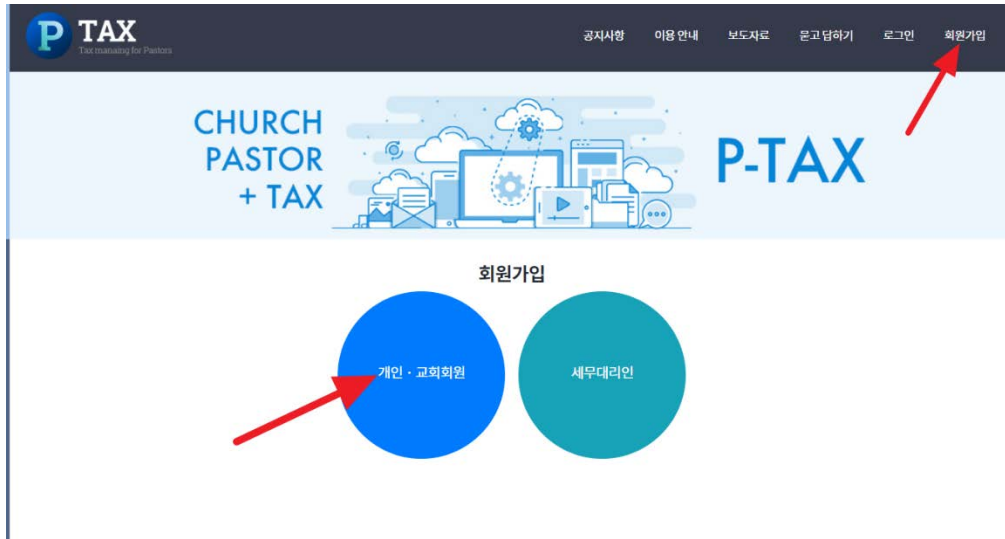 P TAX
Tax managing for Pastors
공지사항 이용 안내 보도자료 묻고 답하기 로그인 회원가입
CHURCH
PASTOR
+ TAX
P-TAX
회원가입
개인 · 교회회원 세무대리인